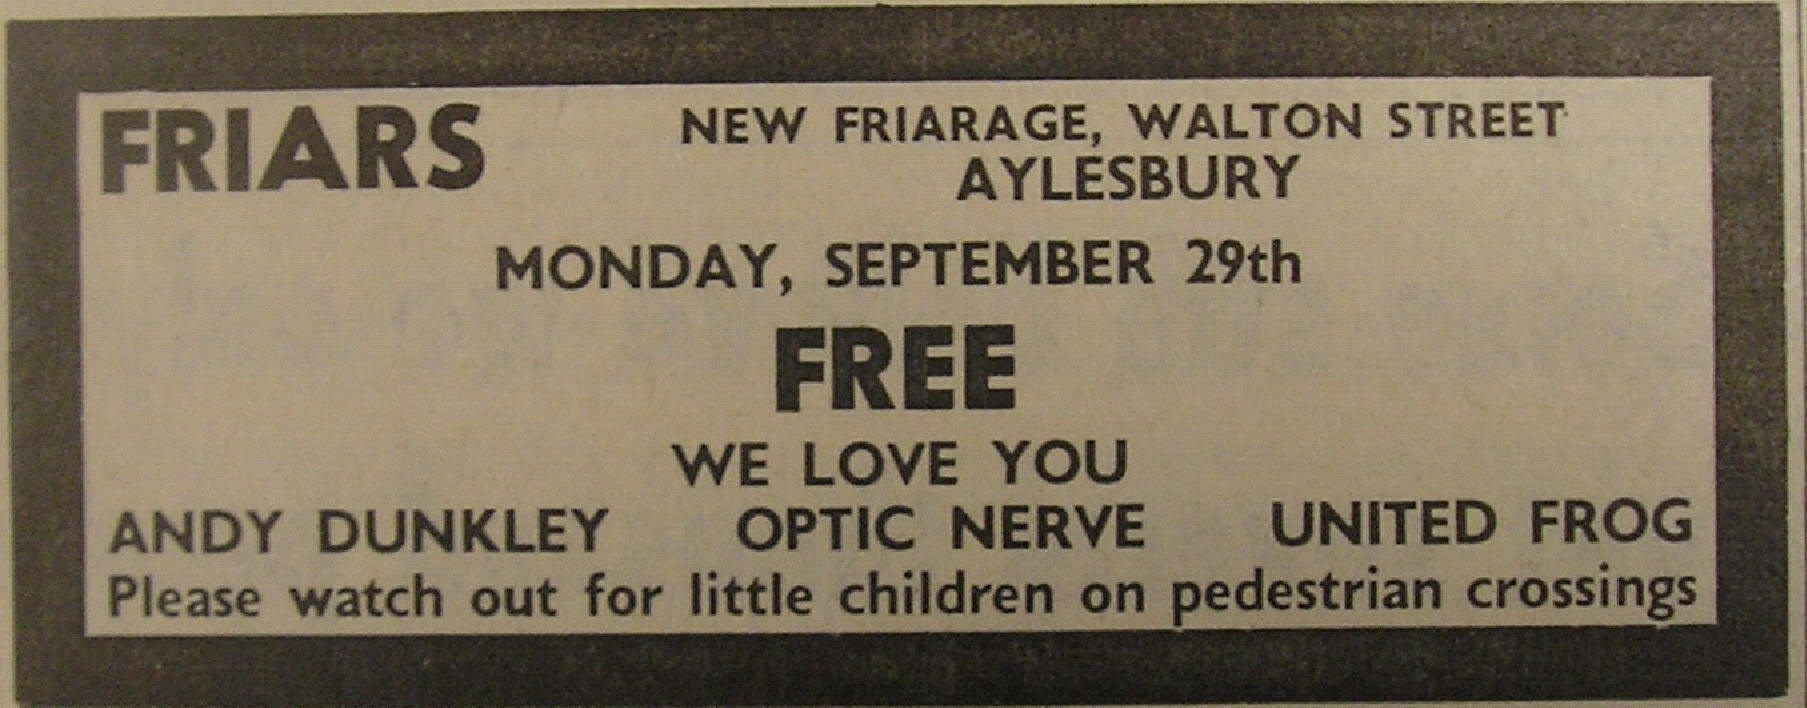 FRIARS NEW FRIARAGE, WALTON STREET
AYLESBURY
MONDAY, SEPTEMBER 29th
FREE
WE LOVE YOU
ANDY DUNKLEY OPTIC NERVE UNITED FROG
Please watch out for little children on pedestrian crossings